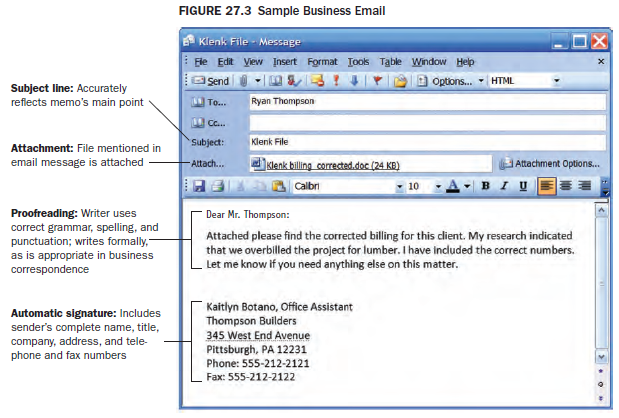 FIGURE 27.3 Sample Business Email
Klenk File - Message
File Edit View Insert Format Tools Table Window Help
Send Options... HTML
To... Ryan Thompson
Cc...
Subject: Klenk File
Attach... Klenk billing corrected.doc (24 KB) Attachment Options...
Calibri 10 A B I U
Subject line: Accurately
reflects memo's main point
Attachment: File mentioned in
email message is attached
Proofreading: Writer uses
correct grammar, spelling, and
punctuation; writes formally,
as is appropriate in business
correspondence
Automatic signature: Includes
sender's complete name, title,
company, address, and tele-
phone and fax numbers
Dear Mr. Thompson:
Attached please find the corrected billing for this client. My research indicated
that we overbilled the project for lumber. I have included the correct numbers.
Let me know if you need anything else on this matter.
Kaitlyn Botano, Office Assistant
Thompson Builders
345 West End Avenue
Pittsburgh, PA 12231
Phone: 555-212-2121
Fax: 555-212-2122